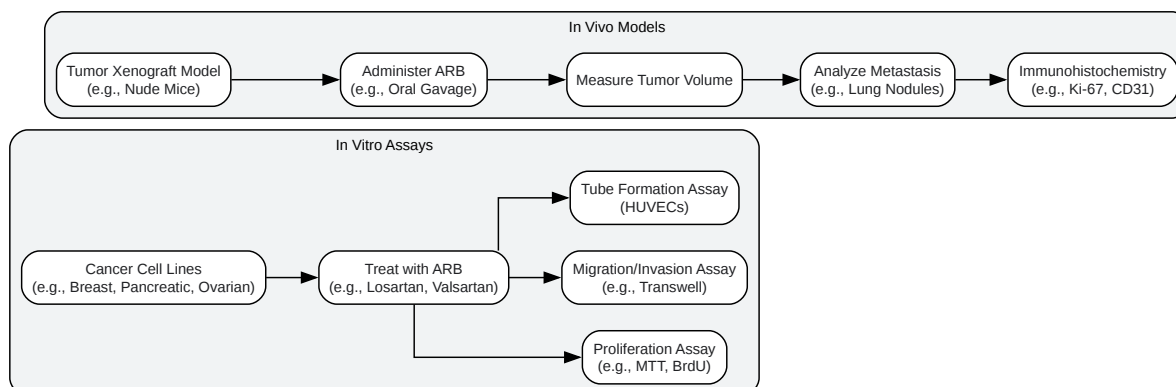 In Vivo Models
Tumor Xenograft Model
(e.g., Nude Mice)
Administer ARB
(e.g., Oral Gavage)
Measure Tumor Volume
Analyze Metastasis
(e.g., Lung Nodules)
Immunohistochemistry
(e.g., Ki-67, CD31)
In Vitro Assays
Cancer Cell Lines
(e.g., Breast, Pancreatic, Ovarian)
Treat with ARB
(e.g., Losartan, Valsartan)
Tube Formation Assay
(HUVECs)
Migration/Invasion Assay
(e.g., Transwell)
Proliferation Assay
(e.g., MTT, BrdU)